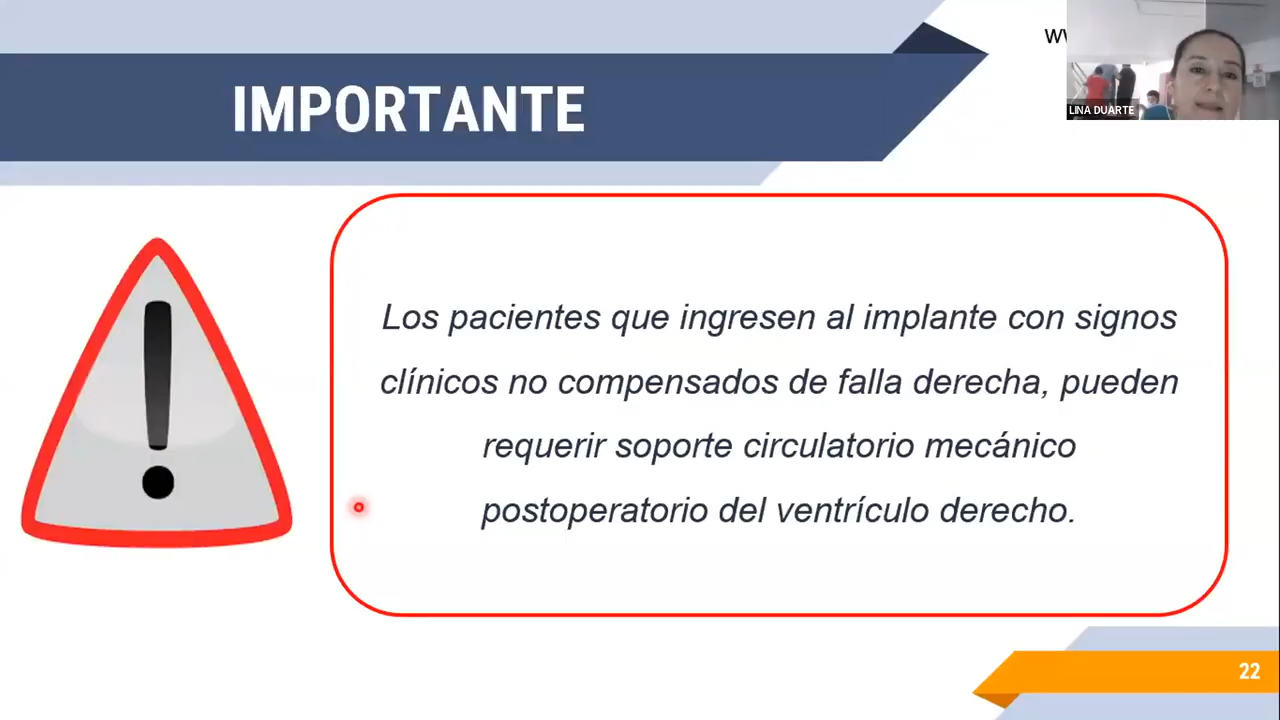 IMPORTANTE
LINA DUARTE
Los pacientes que ingresen al implante con signos
clínicos no compensados de falla derecha, pueden
requerir soporte circulatorio mecánico
postoperatorio del ventrículo derecho.
22